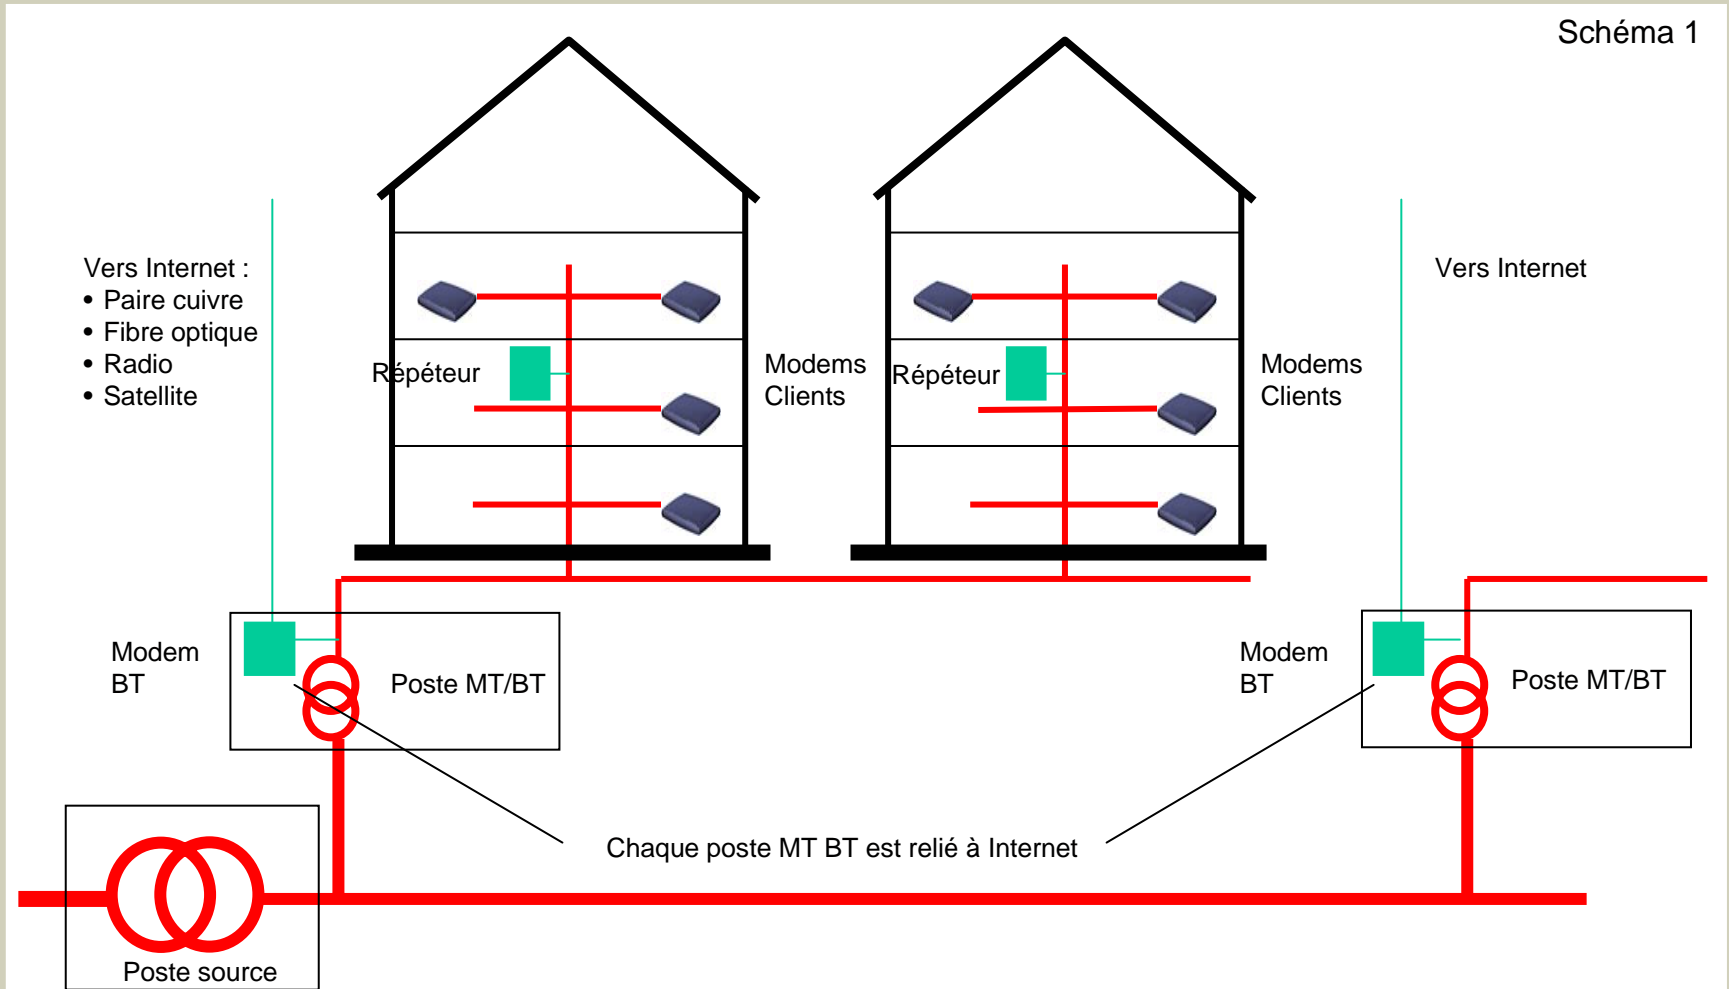 Schéma 1
Vers Internet :
• Paire cuivre
• Fibre optique
• Radio
• Satellite
Répéteur
Modems
Clients
Répéteur
Modems
Clients
Vers Internet
Modem
BT
Poste MT/BT
Modem
BT
Poste MT/BT
Chaque poste MT BT est relié à Internet
Poste source